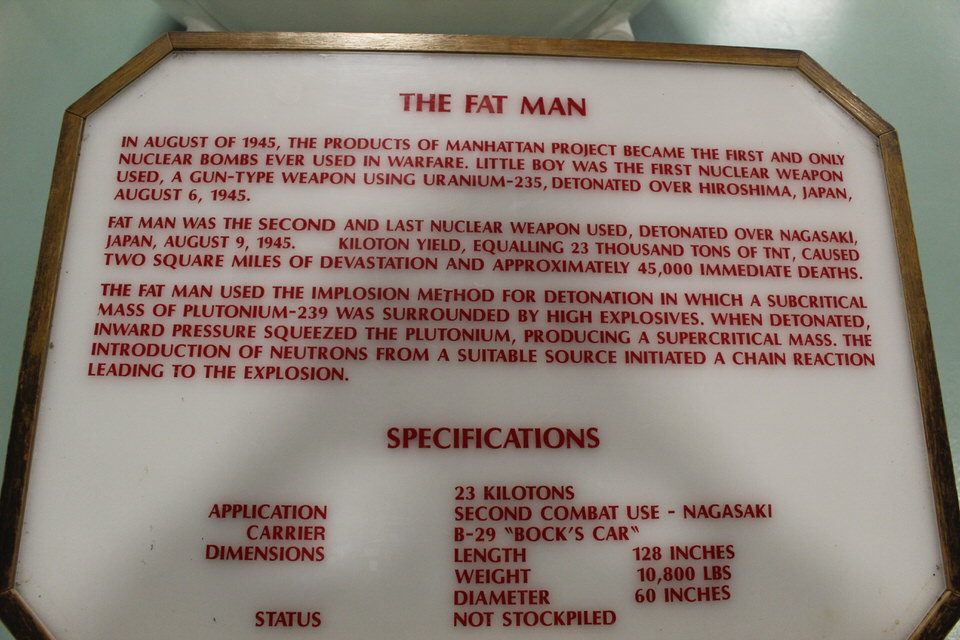 THE FAT MAN
IN AUGUST OF 1945, THE PRODUCTS OF MANHATTAN PROJECT BECAME THE FIRST AND ONLY
NUCLEAR BOMBS EVER USED IN WARFARE. LITTLE BOY WAS THE FIRST NUCLEAR WEAPON
USED, A GUN-TYPE WEAPON USING URANIUM-235, DETONATED OVER HIROSHIMA, JAPAN,
AUGUST 6, 1945.
FAT MAN WAS THE SECOND AND LAST NUCLEAR WEAPON USED, DETONATED OVER NAGASAKI,
JAPAN, AUGUST 9, 1945. KILOTON YIELD, EQUALLING 23 THOUSAND TONS OF TNT, CAUSED
TWO SQUARE MILES OF DEVASTATION AND APPROXIMATELY 45,000 IMMEDIATE DEATHS.
THE FAT MAN USED THE IMPLOSION METHOD FOR DETONATION IN WHICH A SUBCRITICAL
MASS OF PLUTONIUM-239 WAS SURROUNDED BY HIGH EXPLOSIVES. WHEN DETONATED,
INWARD PRESSURE SQUEEZED THE PLUTONIUM, PRODUCING A SUPERCRITICAL MASS. THE
INTRODUCTION OF NEUTRONS FROM A SUITABLE SOURCE INITIATED A CHAIN REACTION
LEADING TO THE EXPLOSION.
SPECIFICATIONS
23 KILOTONS
APPLICATION SECOND COMBAT USE - NAGASAKI
CARRIER B-29 "BOCK'S CAR"
DIMENSIONS LENGTH 128 INCHES
WEIGHT 10,800 LBS
DIAMETER 60 INCHES
STATUS NOT STOCKPILED